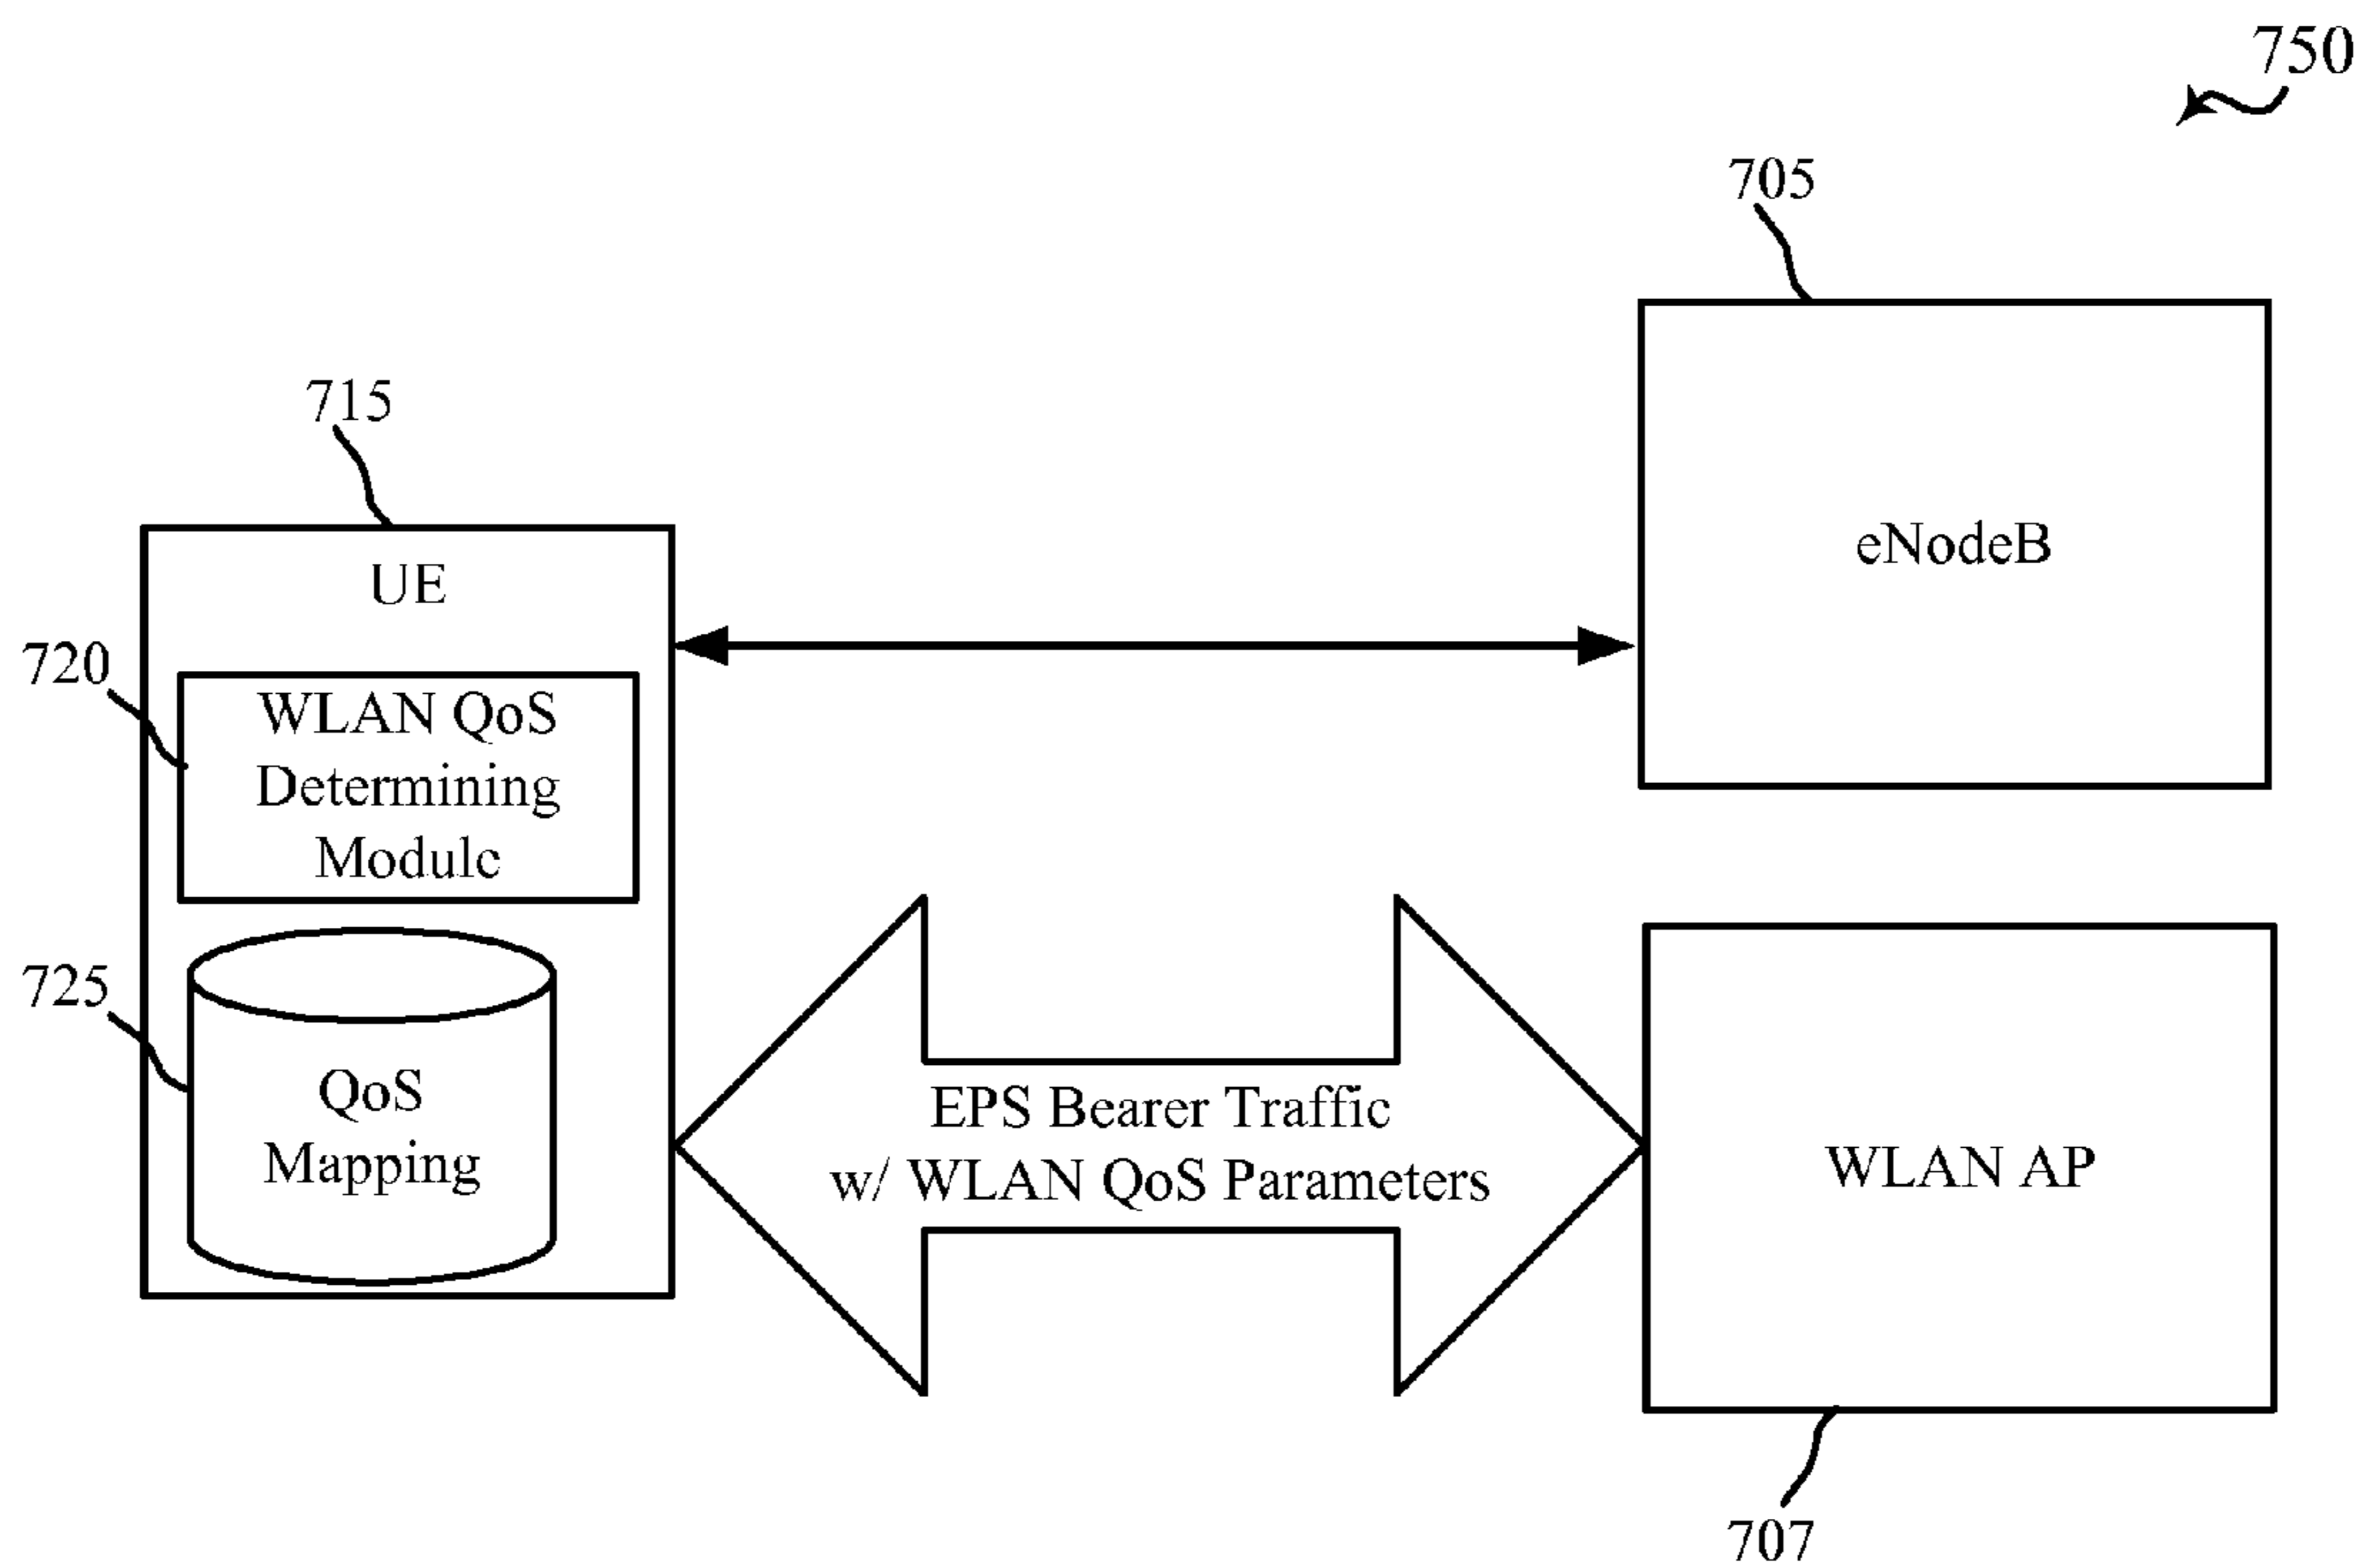 750
705
eNodeB
715
UE
720
WLAN QoS
Determining
Module
725
QoS
Mapping
EPS Bearer Traffic
w/ WLAN QoS Parameters
WLAN AP
707